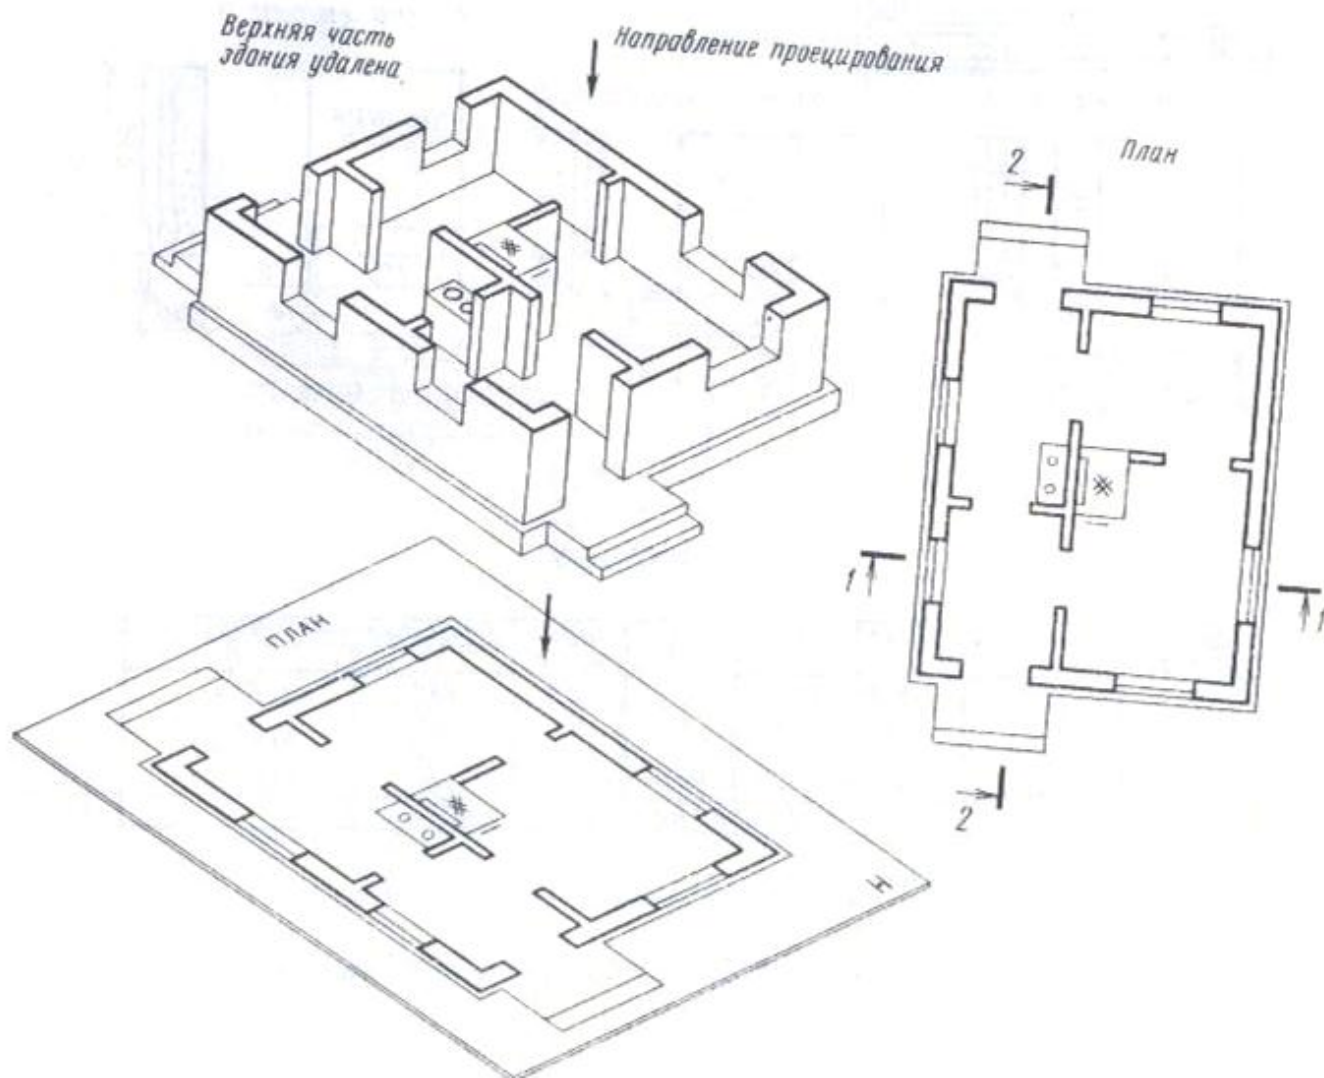 Верхняя часть
здания удалена
Направление проецирования
План
2
1
1
2
ПЛАН
Н